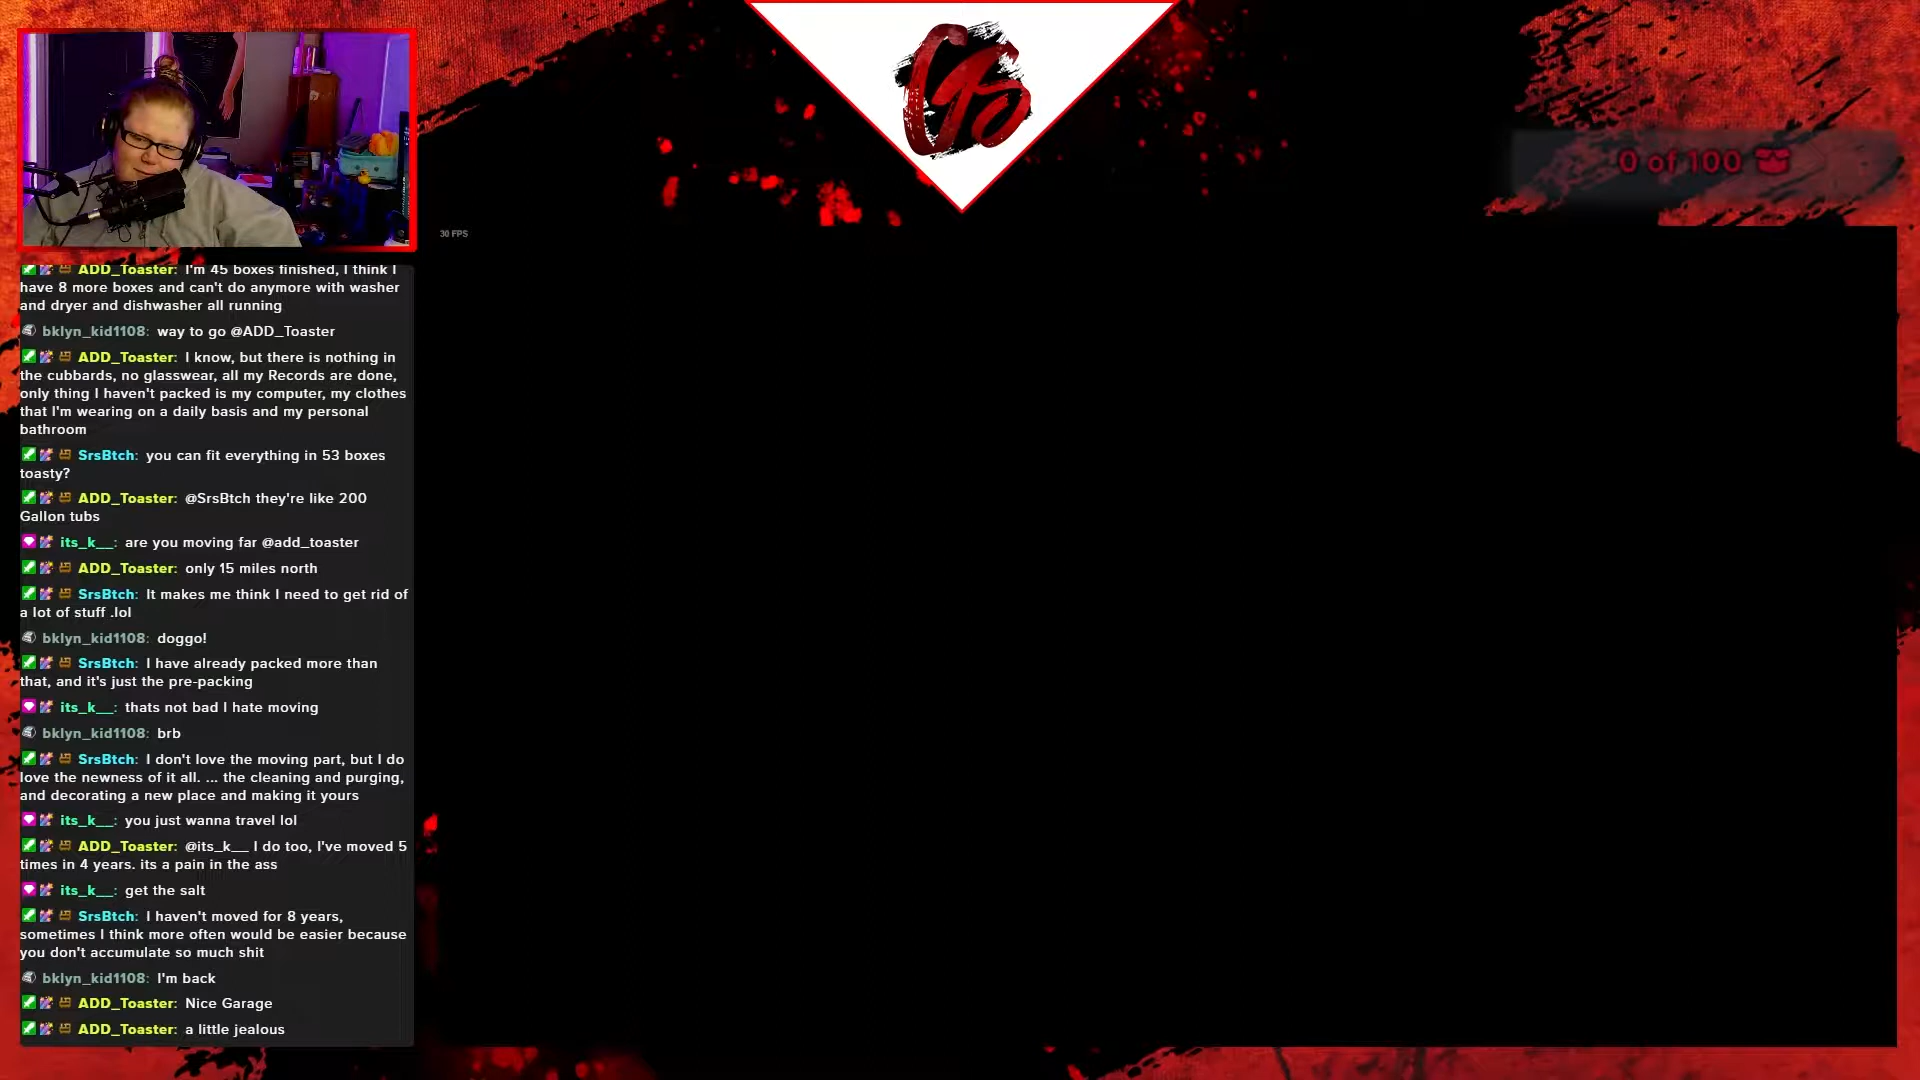 0 of 100
30 FPS
ADD_Toaster: I'm 45 boxes finished, I think I
have 8 more boxes and can't do anymore with washer
and dryer and dishwasher all running
bklyn_kid1108: way to go @ADD_Toaster
ADD_Toaster: I know, but there is nothing in
the cubbards, no glasswear, all my Records are done,
only thing I haven't packed is my computer, my clothes
that I'm wearing on a daily basis and my personal
bathroom
SrsBtch: you can fit everything in 53 boxes
toasty?
ADD_Toaster: @SrsBtch they're like 200
Gallon tubs
its_k__: are you moving far @add_toaster
ADD_Toaster: only 15 miles north
SrsBtch: It makes me think I need to get rid of
a lot of stuff .lol
bklyn_kid1108: doggo!
SrsBtch: I have already packed more than
that, and it's just the pre-packing
its_k__: thats not bad I hate moving
bklyn_kid1108: brb
SrsBtch: I don't love the moving part, but I do
love the newness of it all. ... the cleaning and purging,
and decorating a new place and making it yours
its_k__: you just wanna travel lol
ADD_Toaster: @its_k__ I do too, I've moved 5
times in 4 years. its a pain in the ass
its_k__: get the salt
SrsBtch: I haven't moved for 8 years,
sometimes I think more often would be easier because
you don't accumulate so much shit
bklyn_kid1108: I'm back
ADD_Toaster: Nice Garage
ADD_Toaster: a little jealous